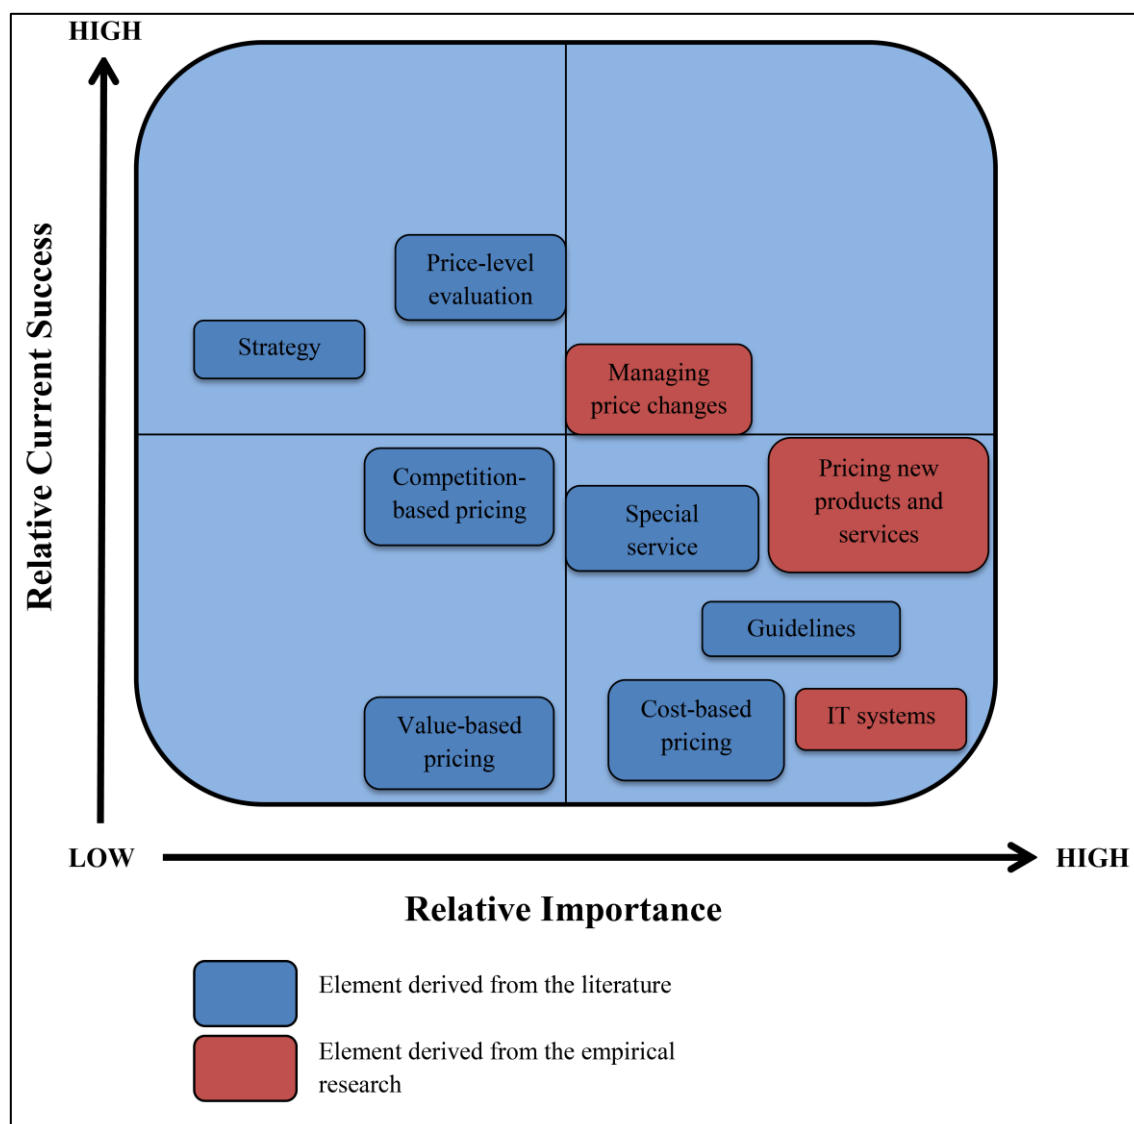 HIGH
Relative Current Success
Price-level
evaluation
Strategy
Managing
price changes
Competition-
based pricing
Special
service
Pricing new
products and
services
Guidelines
Value-based
pricing
Cost-based
pricing
IT systems
LOW
HIGH
Relative Importance
Element derived from the literature
Element derived from the empirical
research